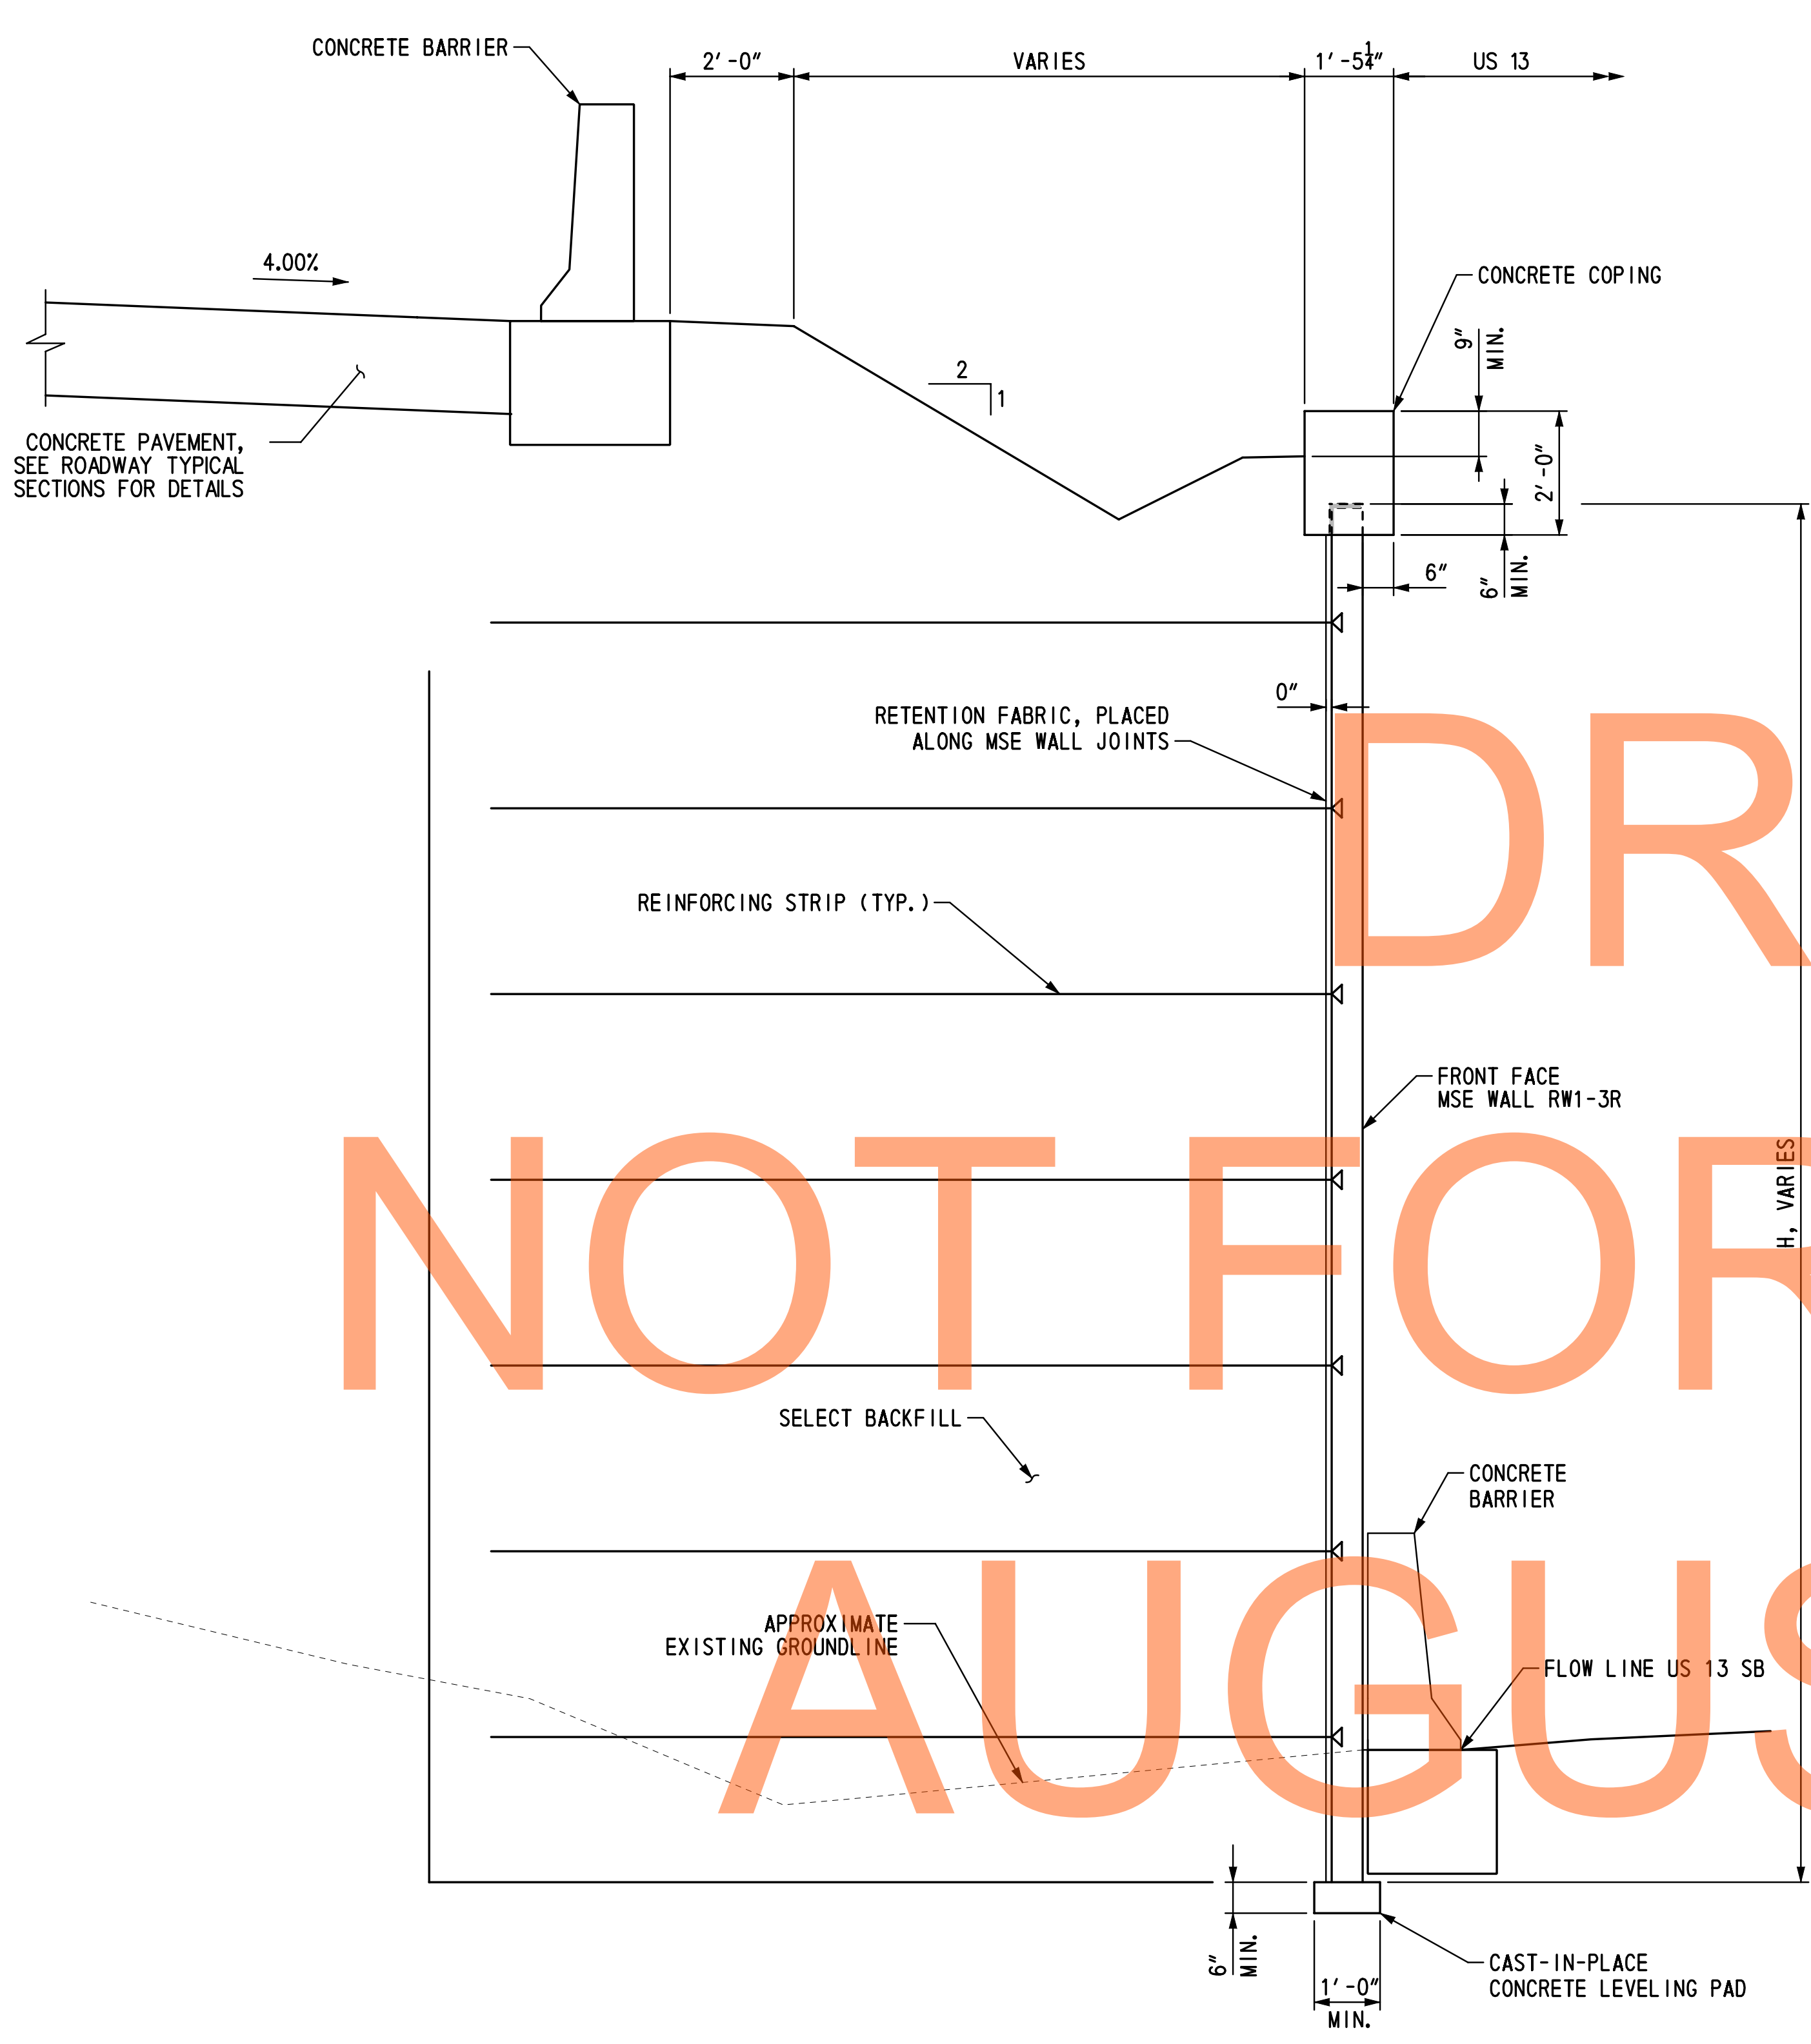 CONCRETE BARRIER
2'-0"
VARIES
1'-5 1/4"
US 13
4.00%
CONCRETE COPING
9"
MIN.
2
1
CONCRETE PAVEMENT,
SEE ROADWAY TYPICAL
SECTIONS FOR DETAILS
2'-0"
6"
6"
MIN.
0"
RETENTION FABRIC, PLACED
ALONG MSE WALL JOINTS
DR
REINFORCING STRIP (TYP.)
FRONT FACE
MSE WALL RW1-3R
H, VARIES
NOT FOR
SELECT BACKFILL
CONCRETE
BARRIER
APPROXIMATE
EXISTING GROUNDLINE
FLOW LINE US 13 SB
AUGUS
6"
MIN.
1'-0"
MIN.
CAST-IN-PLACE
CONCRETE LEVELING PAD